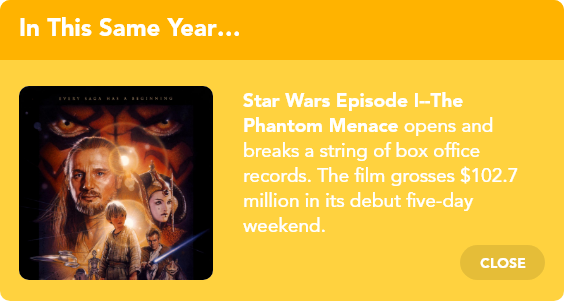 In This Same Year...
EVERY SAGA HAS A BEGINNING
Star Wars Episode I--The
Phantom Menace opens and
breaks a string of box office
records. The film grosses $102.7
million in its debut five-day
weekend.
CLOSE